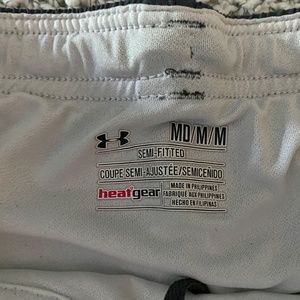 MD/M/M
SEMI-FITTED
COUPE SEMI-AJUSTÉE/SEMICEÑIDO
heatgear
MADE IN PHILIPPINES
FABRIQUÉ AUX PHILIPPINES
HECHO EN FILIPINAS